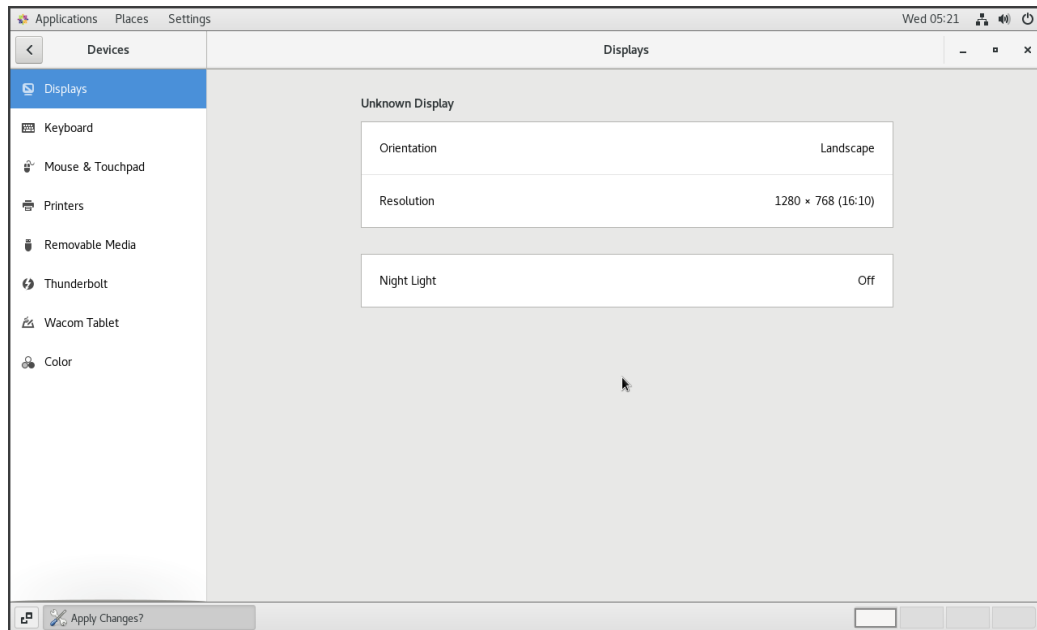 Applications Places Settings Wed 05:21
Devices Displays
Displays
Keyboard
Mouse & Touchpad
Printers
Removable Media
Thunderbolt
Wacom Tablet
Color
Unknown Display
Orientation Landscape
Resolution 1280 × 768 (16:10)
Night Light Off
Apply Changes?